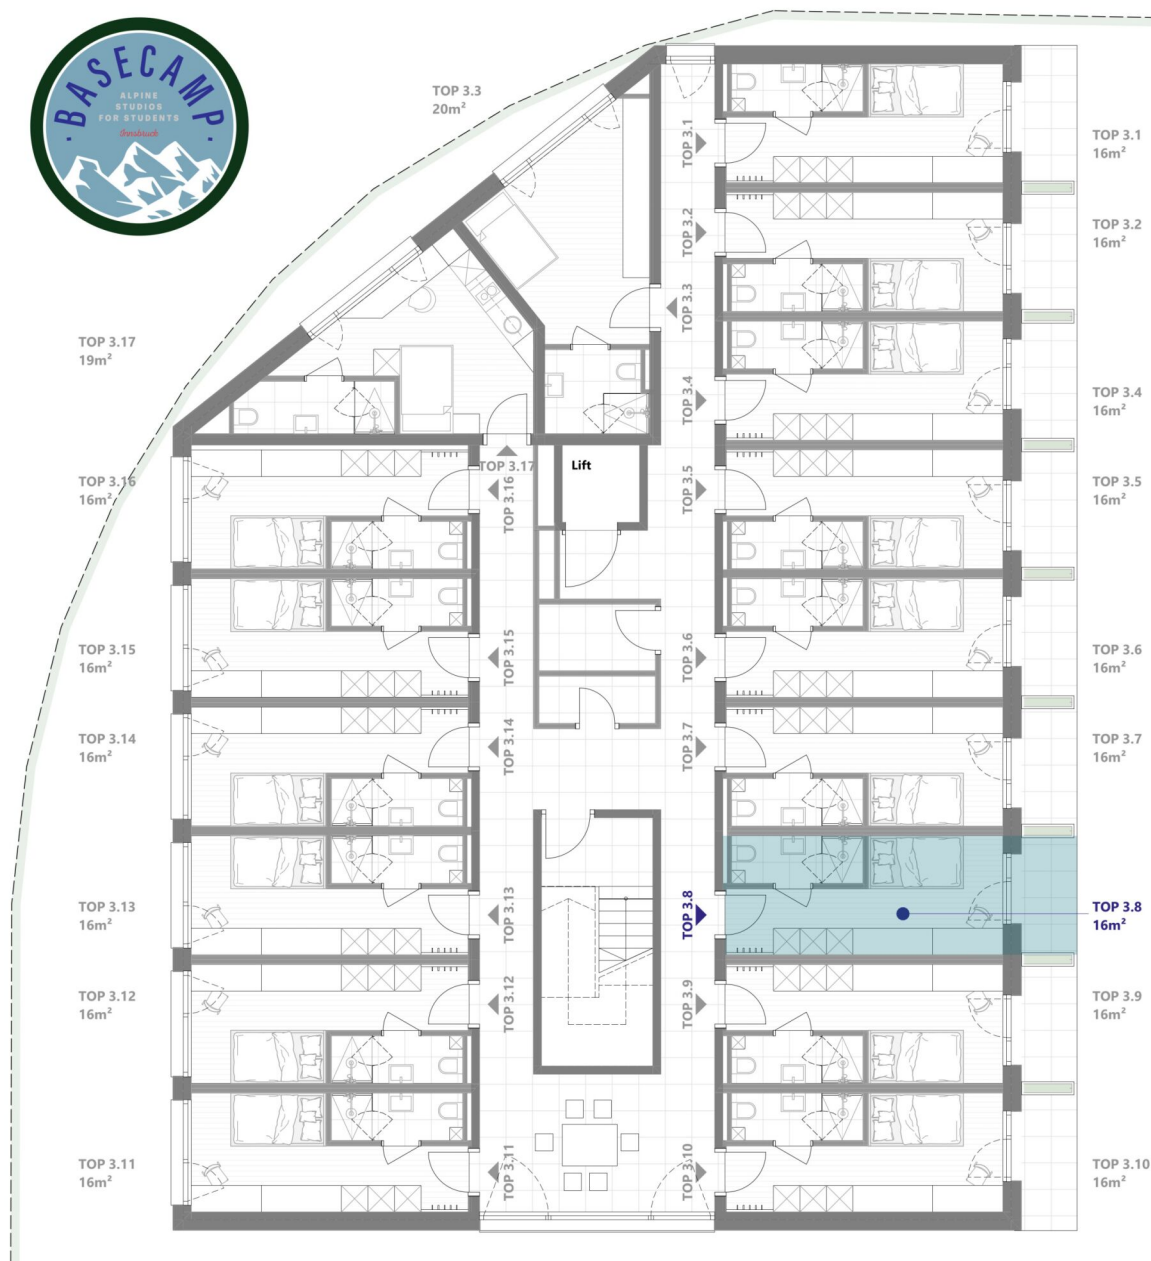 BASECAMP
ALPINE
STUDIOS
FOR STUDENTS
Innsbruck
TOP 3.3
20m²
TOP 3.17
19m²
TOP 3.16
16m²
TOP 3.15
16m²
TOP 3.14
16m²
TOP 3.13
16m²
TOP 3.12
16m²
TOP 3.11
16m²
TOP 3.17
TOP 3.16
TOP 3.15
TOP 3.14
TOP 3.13
TOP 3.12
TOP 3.11
Lift
TOP 3.1
TOP 3.2
TOP 3.3
TOP 3.4
TOP 3.5
TOP 3.6
TOP 3.7
TOP 3.8
TOP 3.9
TOP 3.10
TOP 3.1
16m²
TOP 3.2
16m²
TOP 3.4
16m²
TOP 3.5
16m²
TOP 3.6
16m²
TOP 3.7
16m²
TOP 3.8
16m²
TOP 3.9
16m²
TOP 3.10
16m²